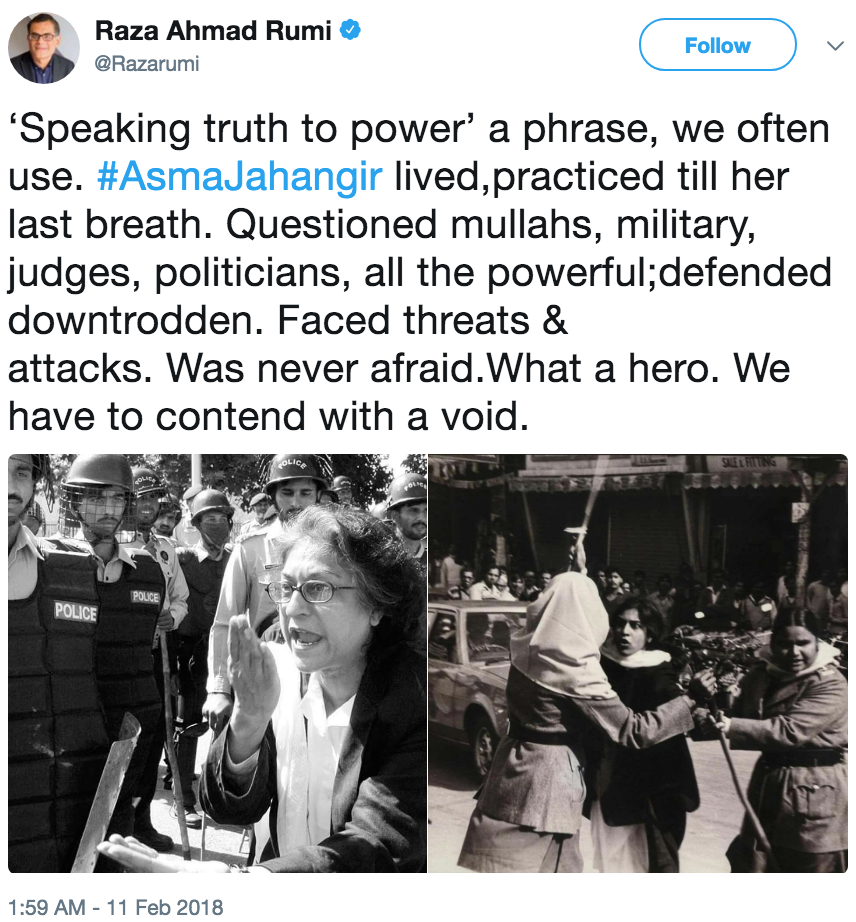 Raza Ahmad Rumi
@Razarumi
Follow
‘Speaking truth to power’ a phrase, we often
use. #AsmaJahangir lived,practiced till her
last breath. Questioned mullahs, military,
judges, politicians, all the powerful;defended
downtrodden. Faced threats &
attacks. Was never afraid.What a hero. We
have to contend with a void.
POLICE
POLICE
POLICE
POLICE
SALE & FITTING
1:59 AM - 11 Feb 2018